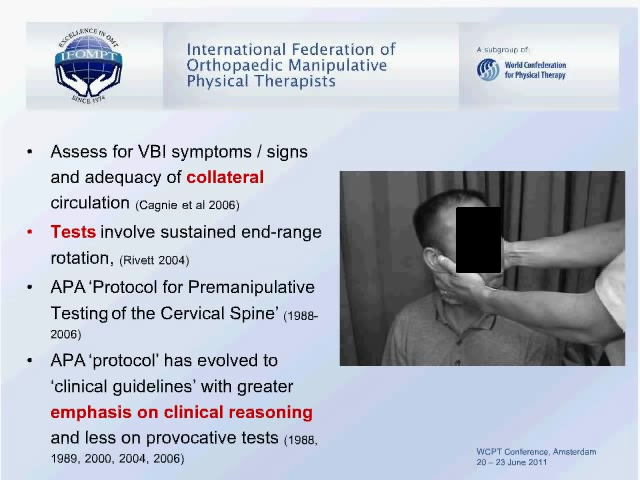 EXCELLENCE IN OMT
IFOMPT
SINCE 1974
International Federation of
Orthopaedic Manipulative
Physical Therapists
A subgroup of:
World Confederation
for Physical Therapy
• Assess for VBI symptoms / signs
and adequacy of collateral
circulation (Cagnie et al 2006)
• Tests involve sustained end-range
rotation, (Rivett 2004)
• APA ‘Protocol for Premanipulative
Testing of the Cervical Spine’ (1988-
2006)
• APA ‘protocol’ has evolved to
‘clinical guidelines’ with greater
emphasis on clinical reasoning
and less on provocative tests (1988,
1989, 2000, 2004, 2006)
WCPT Conference, Amsterdam
20 – 23 June 2011